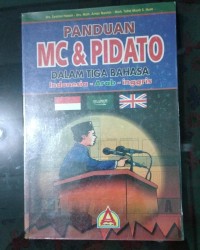 PANDUAN
MC & PIDATO
DALAM TIGA BAHASA
Indonesia - Arab - Inggris